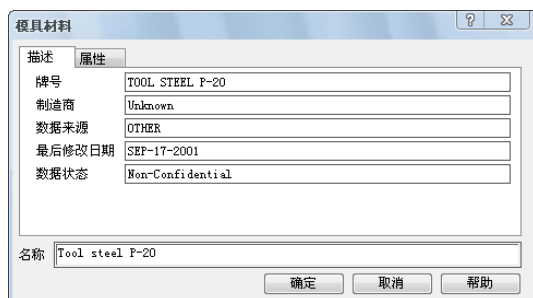 模具材料
描述 属性
牌号 TOOL STEEL P-20
制造商 Unknown
数据来源 OTHER
最后修改日期 SEP-17-2001
数据状态 Non-Confidential
名称 Tool steel P-20
确定 取消 帮助